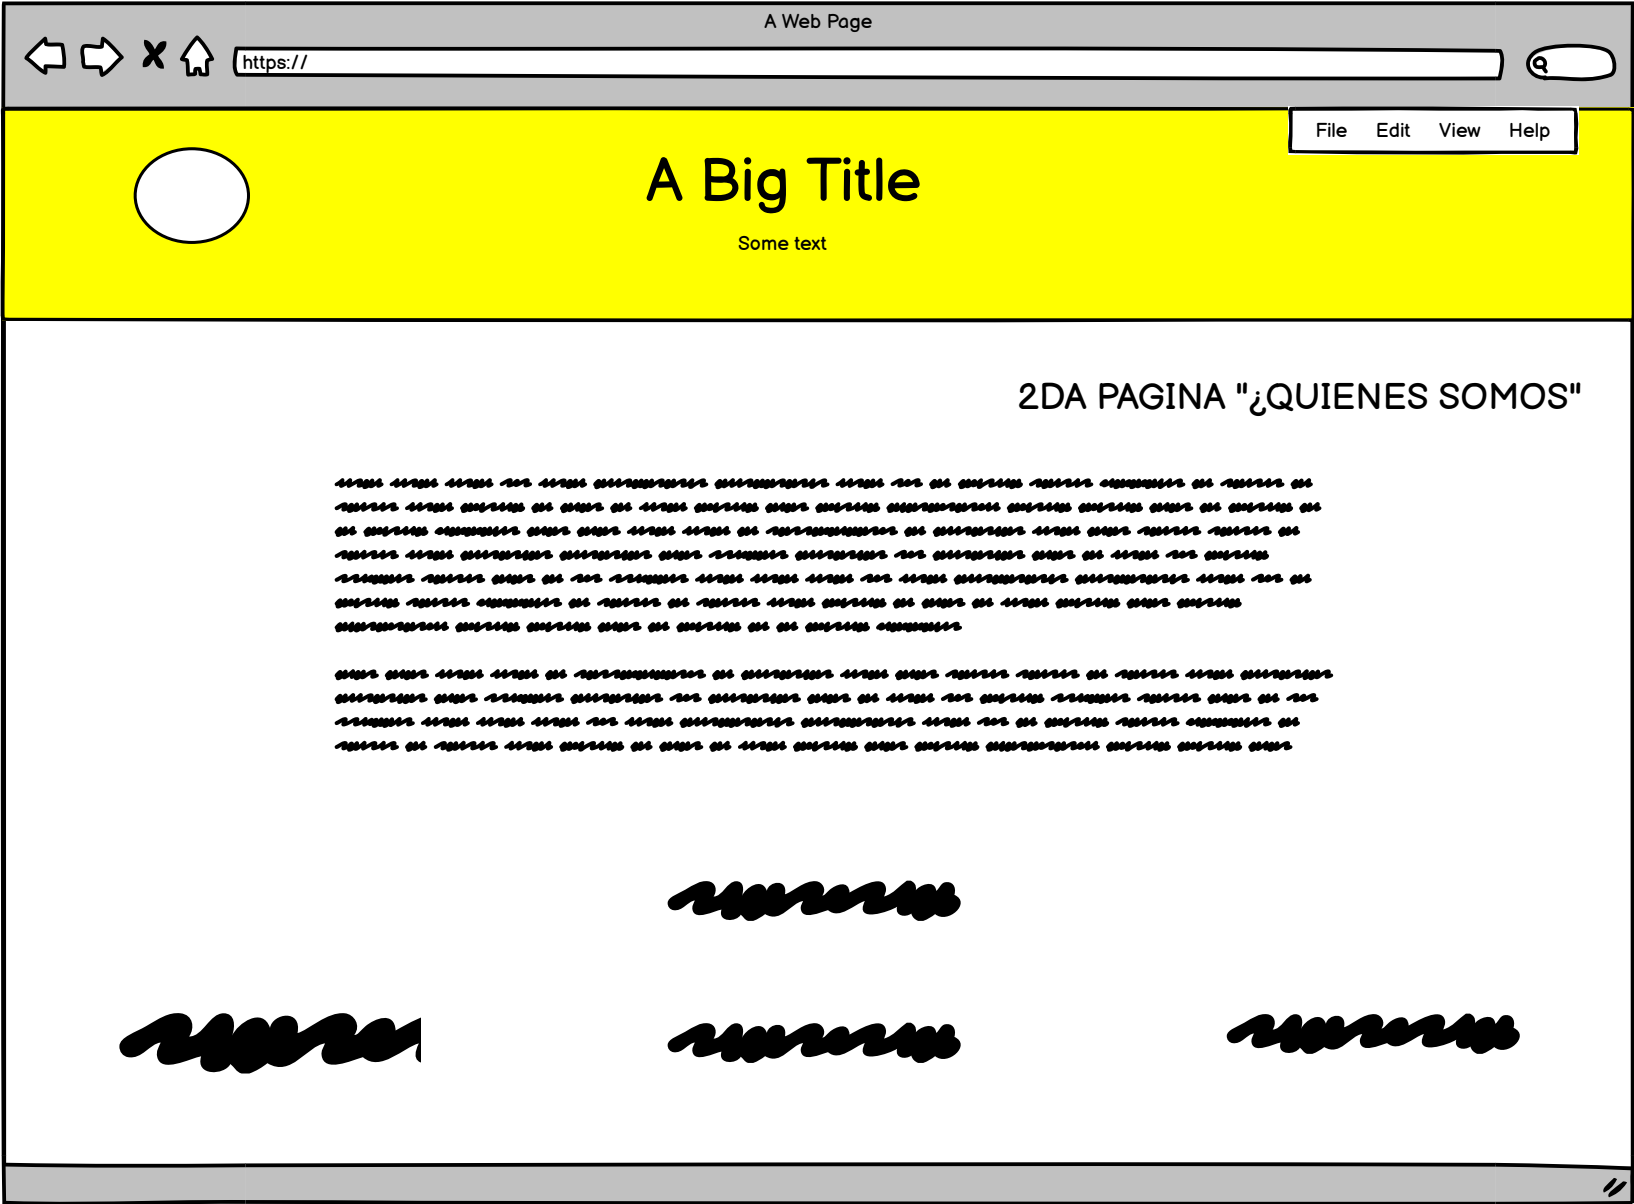 A Web Page
https://
File Edit View Help
A Big Title
Some text
2DA PAGINA "¿QUIENES SOMOS"